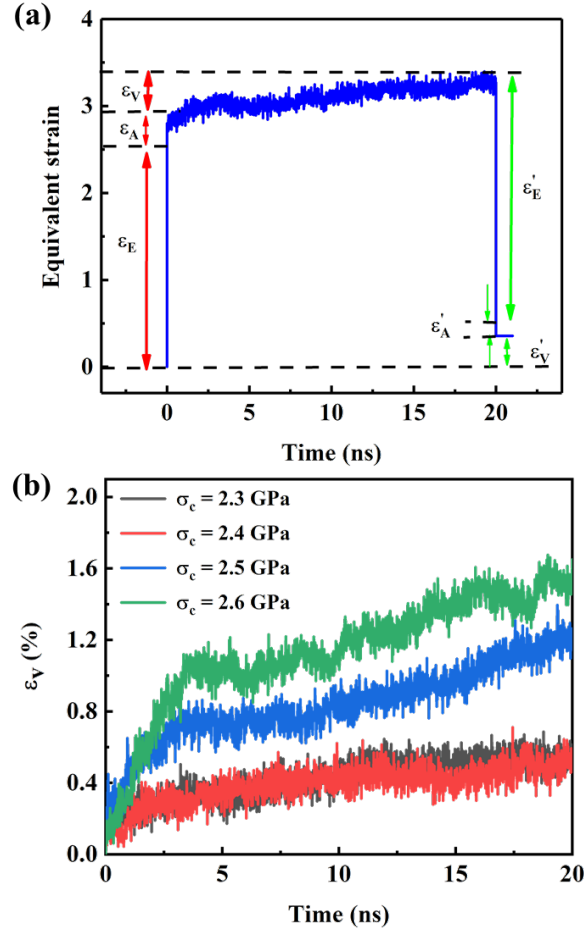 (a)
4
3
2
1
0
Equivalent strain
εV
εA
εE
ε'E
ε'A
ε'V
0 5 10 15 20
Time (ns)
(b)
2.0
1.6
1.2
0.8
0.4
0.0
εV (%)
σc = 2.3 GPa
σc = 2.4 GPa
σc = 2.5 GPa
σc = 2.6 GPa
0 5 10 15 20
Time (ns)